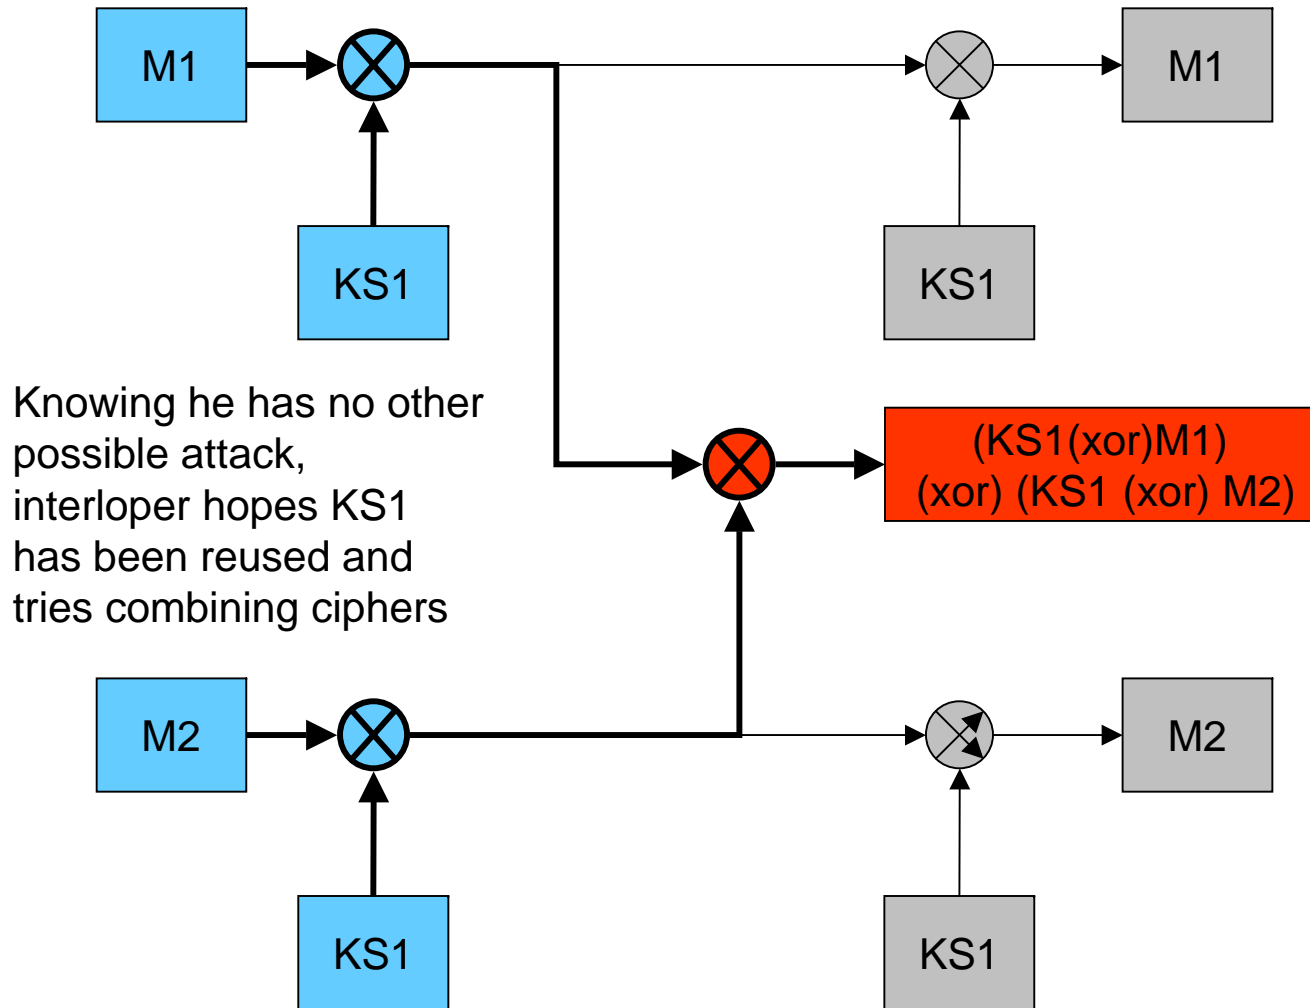 M1
M1
KS1
KS1
Knowing he has no other
possible attack,
interloper hopes KS1
has been reused and
tries combining ciphers
(KS1(xor)M1)
(xor) (KS1 (xor) M2)
M2
M2
KS1
KS1